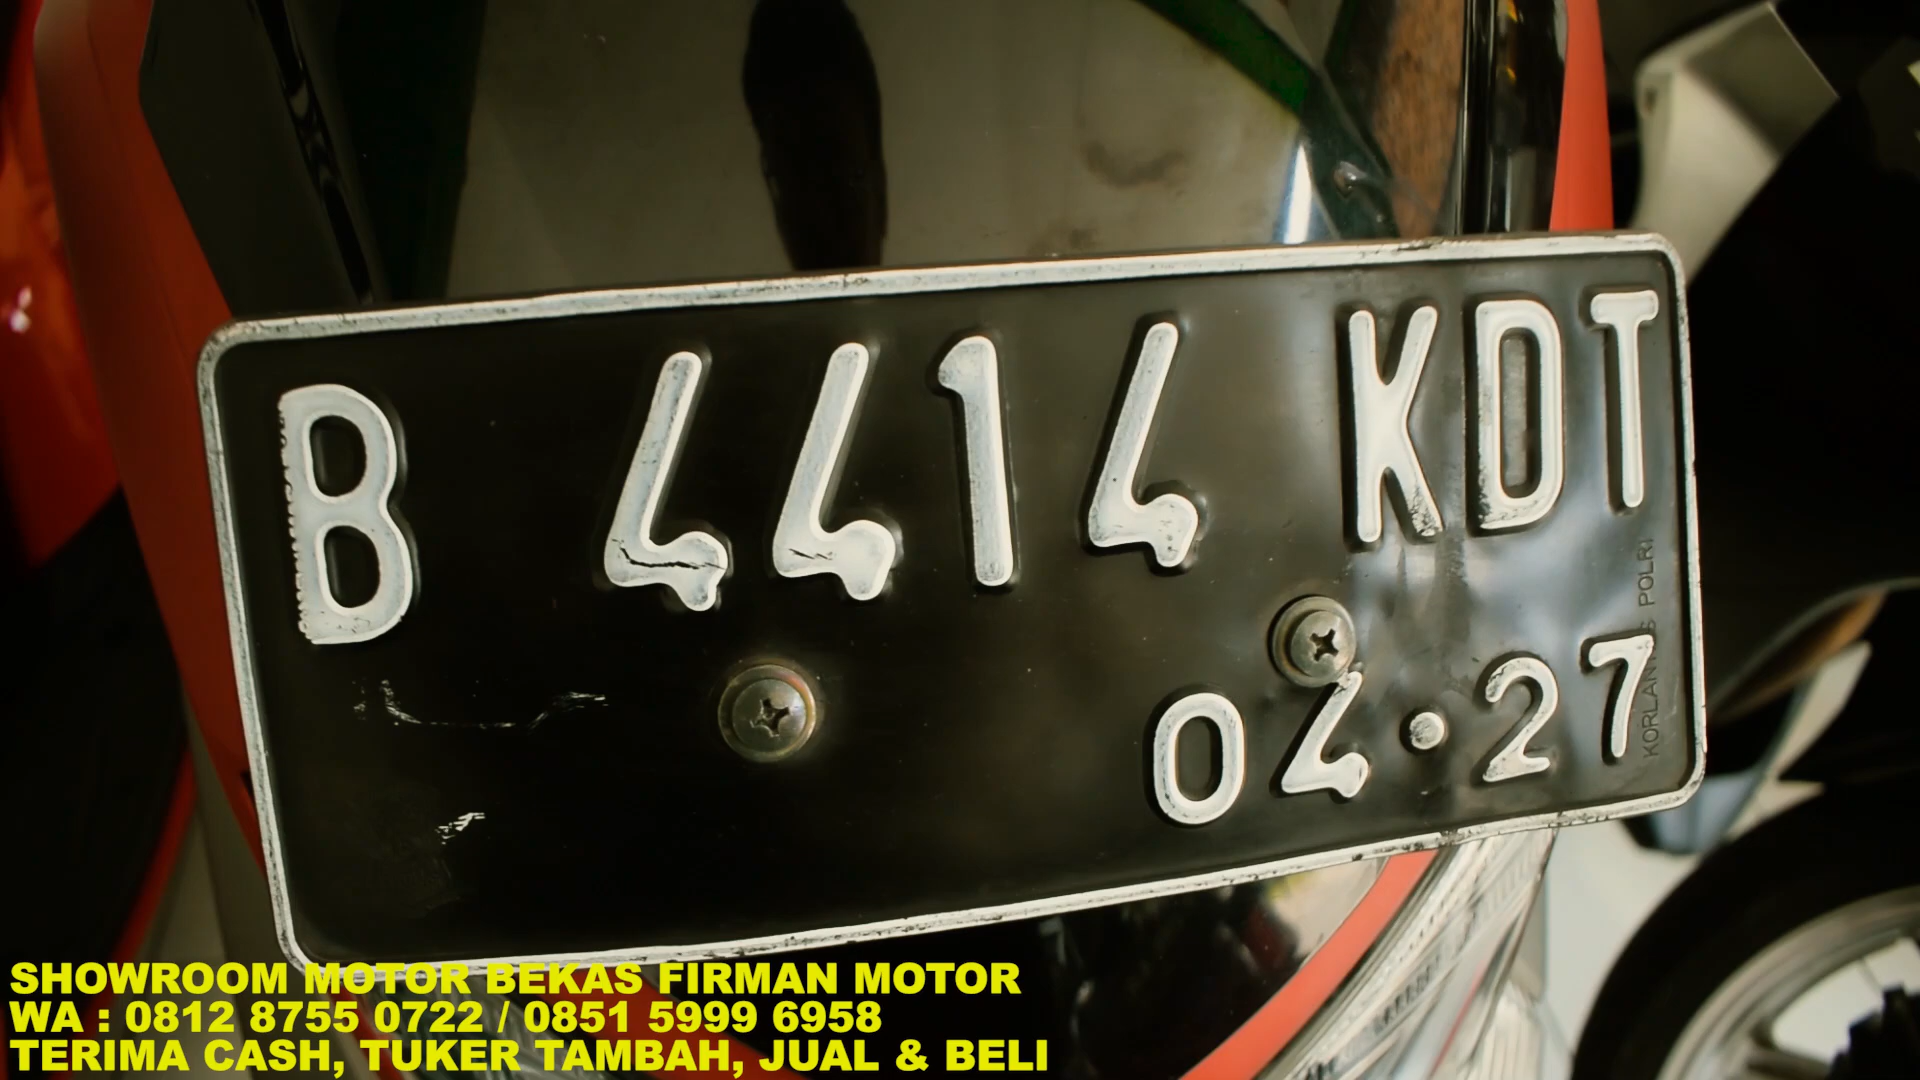 B 4414 KDT
04·27
KORLANTAS POLRI
SHOWROOM MOTOR BEKAS FIRMAN MOTOR
WA : 0812 8755 0722 / 0851 5999 6958
TERIMA CASH, TUKER TAMBAH, JUAL & BELI